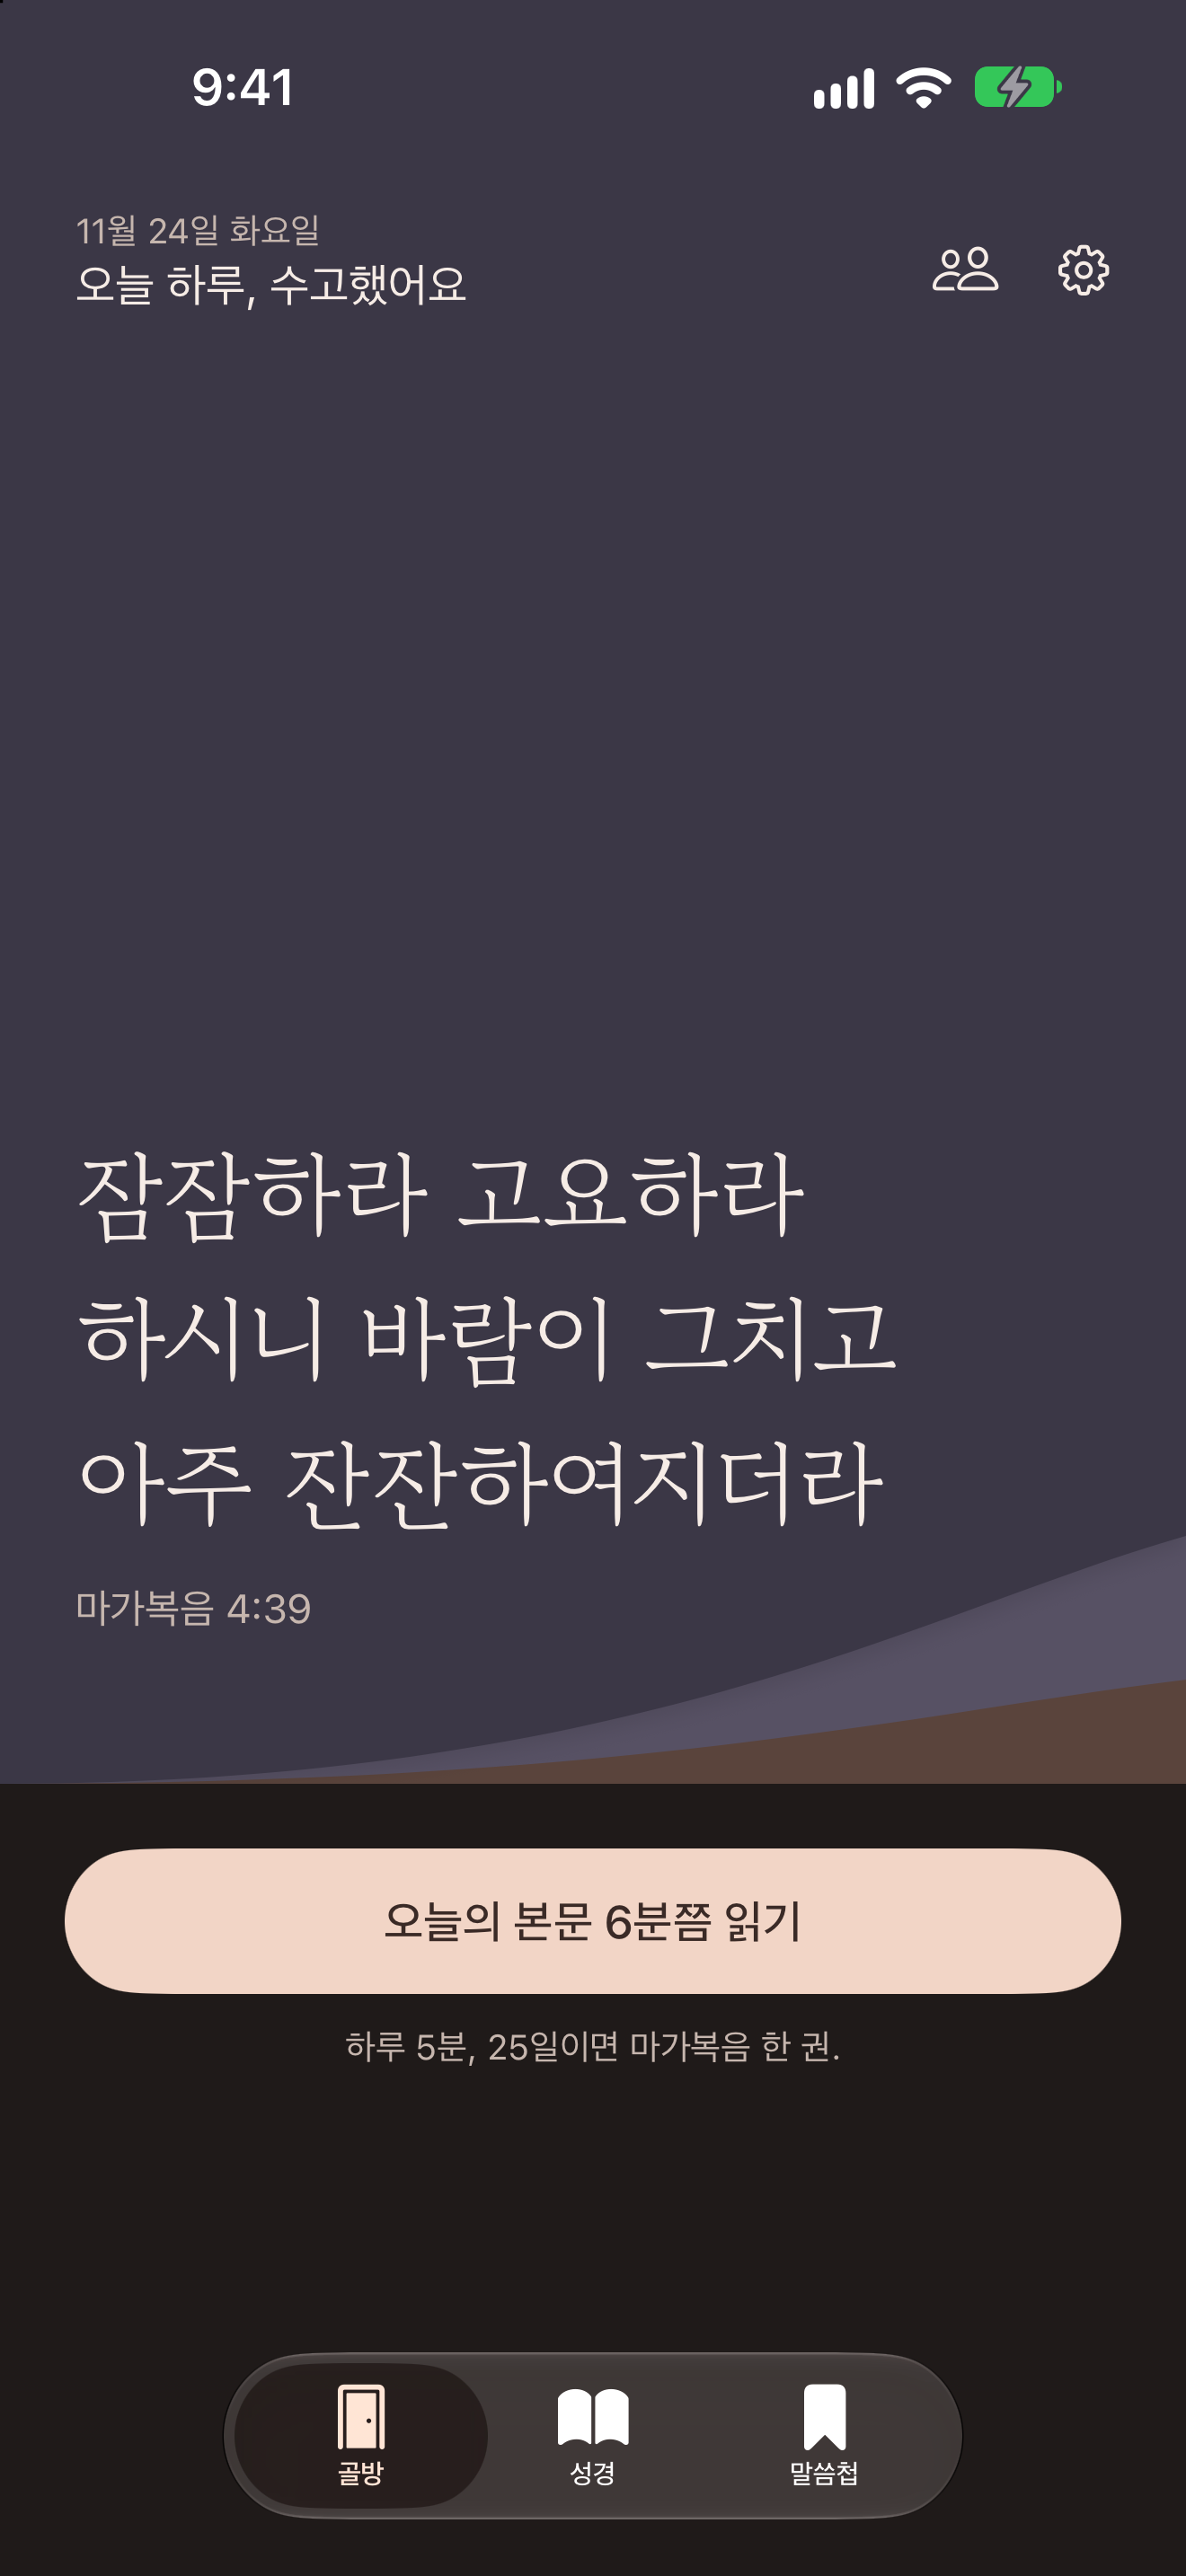 9:41
11월 24일 화요일
오늘 하루, 수고했어요
잠잠하라 고요하라
하시니 바람이 그치고
아주 잔잔하여지더라
마가복음 4:39
오늘의 본문 6분쯤 읽기
하루 5분, 25일이면 마가복음 한 권.
골방
성경
말씀첩